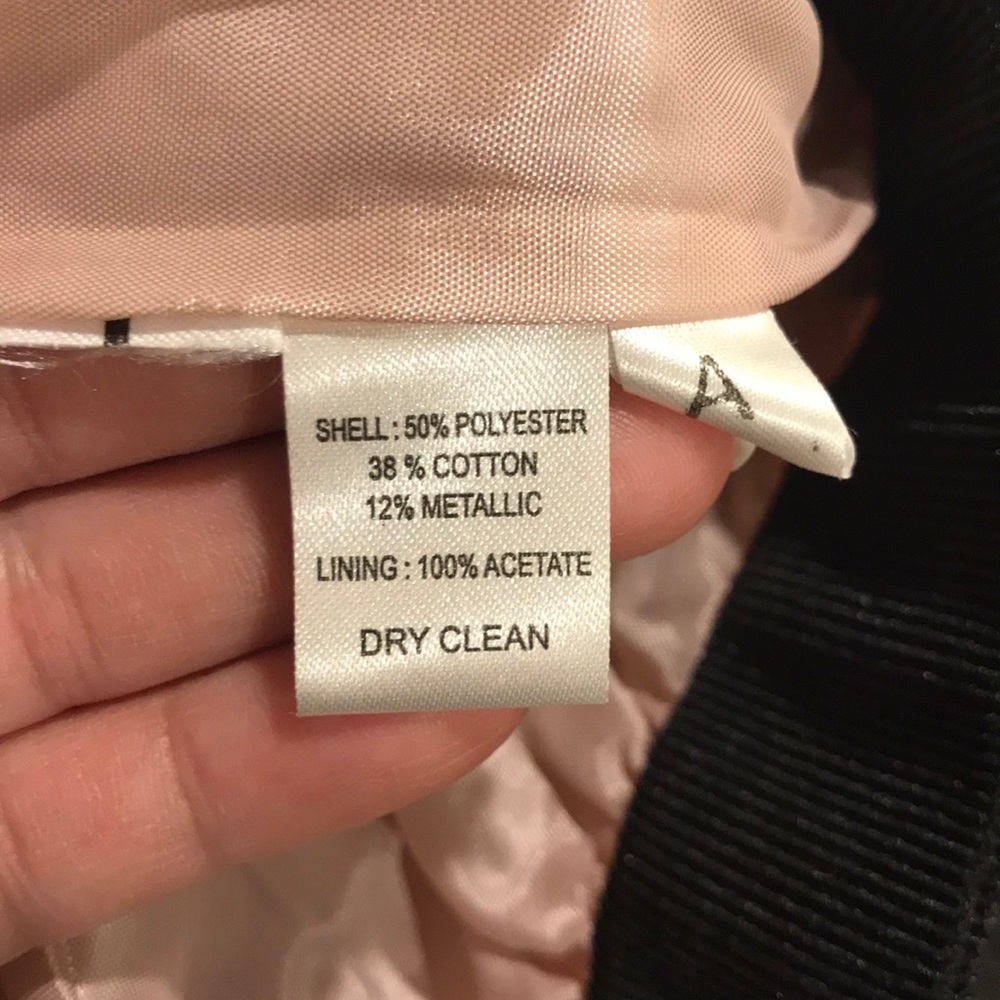 SHELL : 50% POLYESTER
38 % COTTON
12% METALLIC
LINING : 100% ACETATE
DRY CLEAN
A